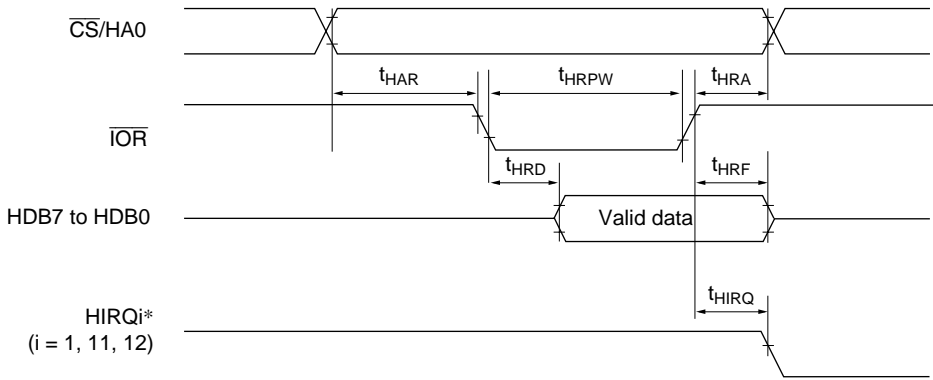 CS/HA0
tHAR
tHRPW
tHRA
IOR
tHRD
tHRF
HDB7 to HDB0
Valid data
tHIRQ
HIRQi*
(i = 1, 11, 12)